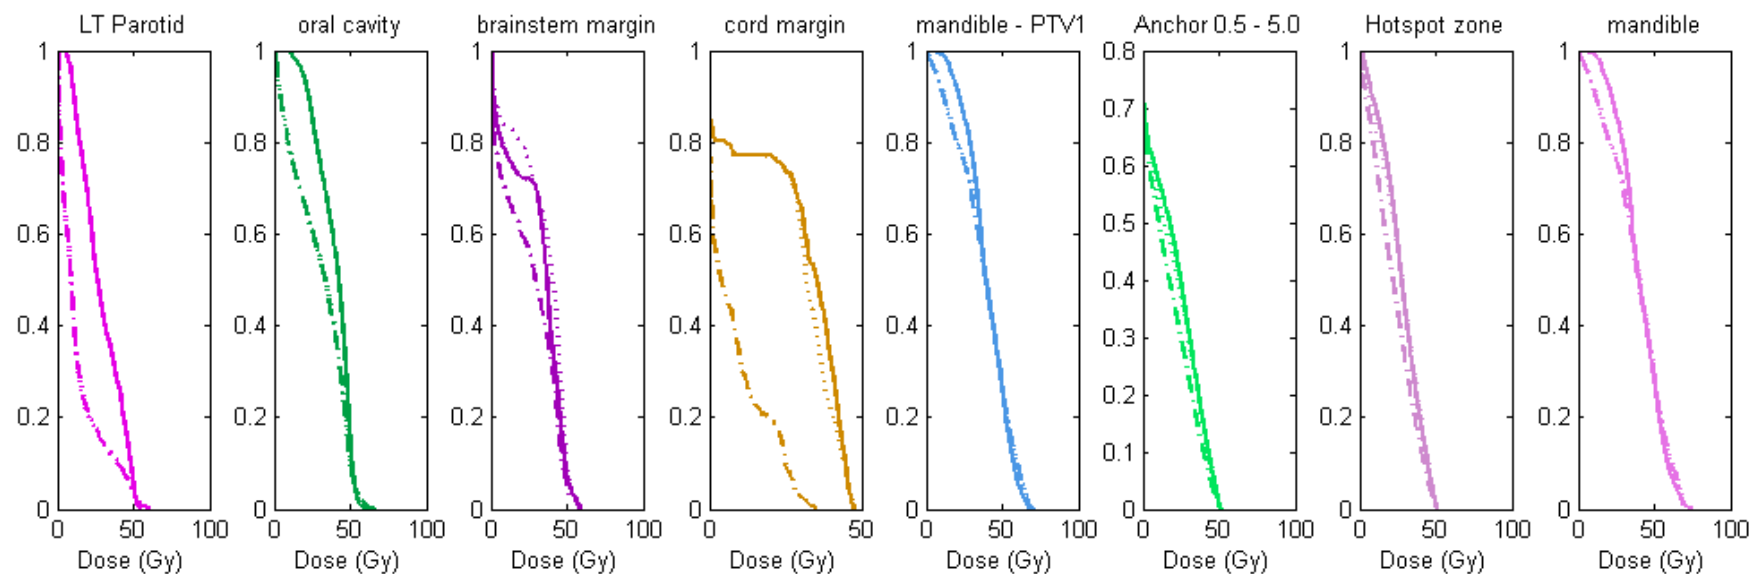 LT Parotid
oral cavity
brainstem margin
cord margin
mandible - PTV1
Anchor 0.5 - 5.0
Hotspot zone
mandible
1
0.8
0.6
0.4
0.2
0
0 50 100
Dose (Gy)
1
0.8
0.6
0.4
0.2
0
0 50 100
Dose (Gy)
1
0.8
0.6
0.4
0.2
0
0 50 100
Dose (Gy)
1
0.8
0.6
0.4
0.2
0
0 50
Dose (Gy)
1
0.8
0.6
0.4
0.2
0
0 50 100
Dose (Gy)
0.8
0.7
0.6
0.5
0.4
0.3
0.2
0.1
0
0 50 100
Dose (Gy)
1
0.8
0.6
0.4
0.2
0
0 50 100
Dose (Gy)
1
0.8
0.6
0.4
0.2
0
0 50 100
Dose (Gy)